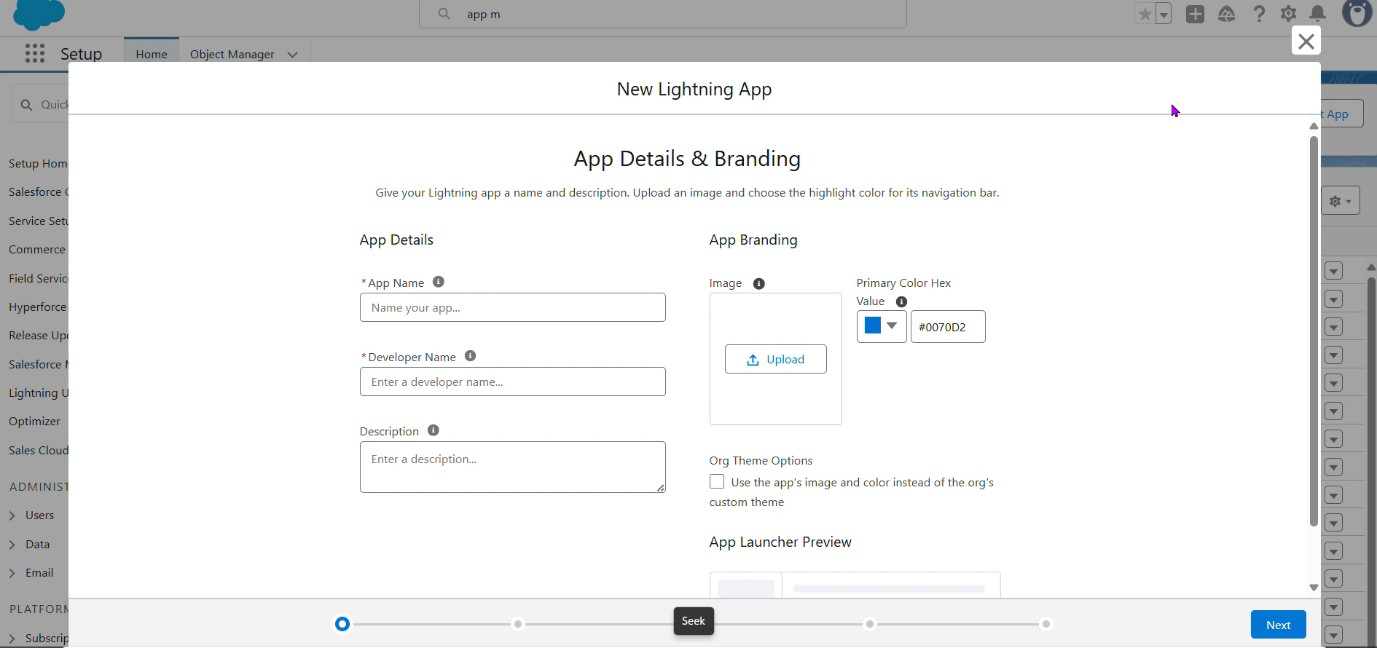 app m
Setup
Home
Object Manager
Quick
t App
New Lightning App
App Details & Branding
Give your Lightning app a name and description. Upload an image and choose the highlight color for its navigation bar.
App Details
*App Name
Name your app...
*Developer Name
Enter a developer name...
Description
Enter a description...
App Branding
Image
Upload
Primary Color Hex
Value
#0070D2
Org Theme Options
Use the app's image and color instead of the org's
custom theme
App Launcher Preview
Setup Hom
Salesforce
Service Setu
Commerce
Field Servic
Hyperforce
Release Upd
Salesforce
Lightning U
Optimizer
Sales Cloud
ADMINIST
Users
Data
Email
PLATFORM
Subscrip
Seek
Next